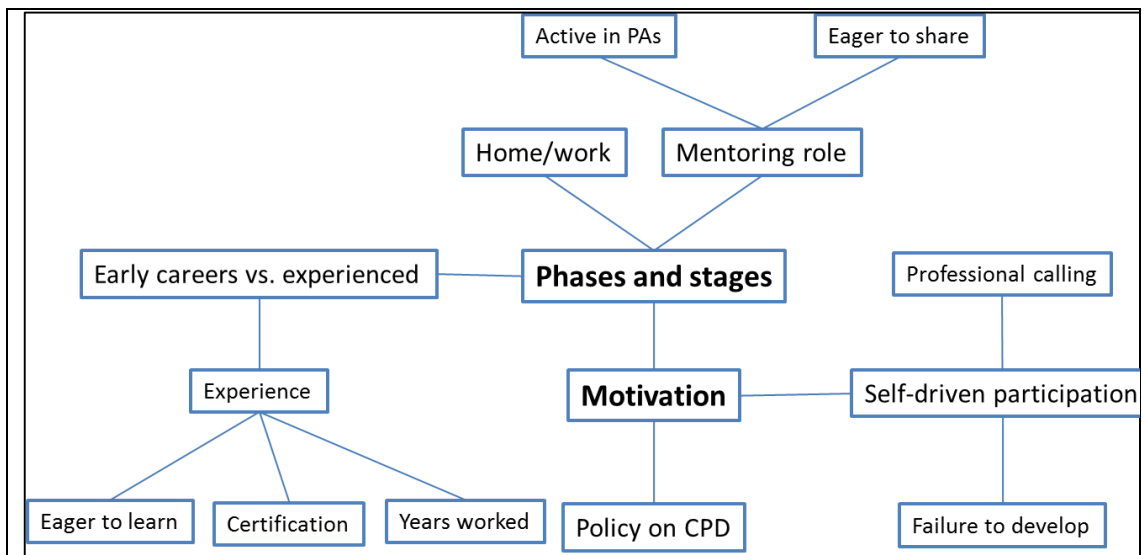 Active in PAs
Eager to share
Home/work
Mentoring role
Early careers vs. experienced
Phases and stages
Professional calling
Experience
Motivation
Self-driven participation
Eager to learn
Certification
Years worked
Policy on CPD
Failure to develop